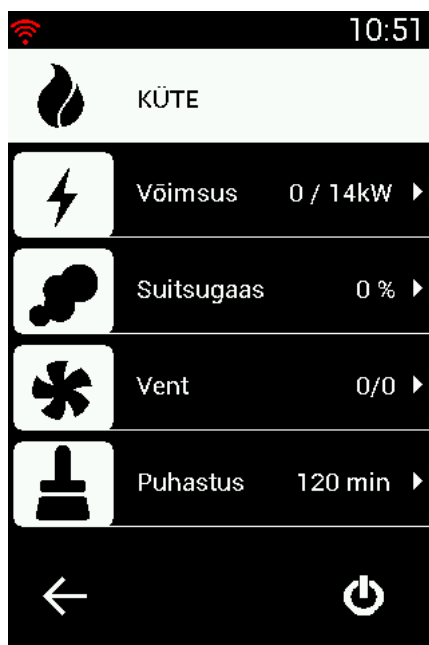 10:51
KÜTE
Võimsus 0 / 14kW
Suitsugaas 0 %
Vent 0/0
Puhastus 120 min